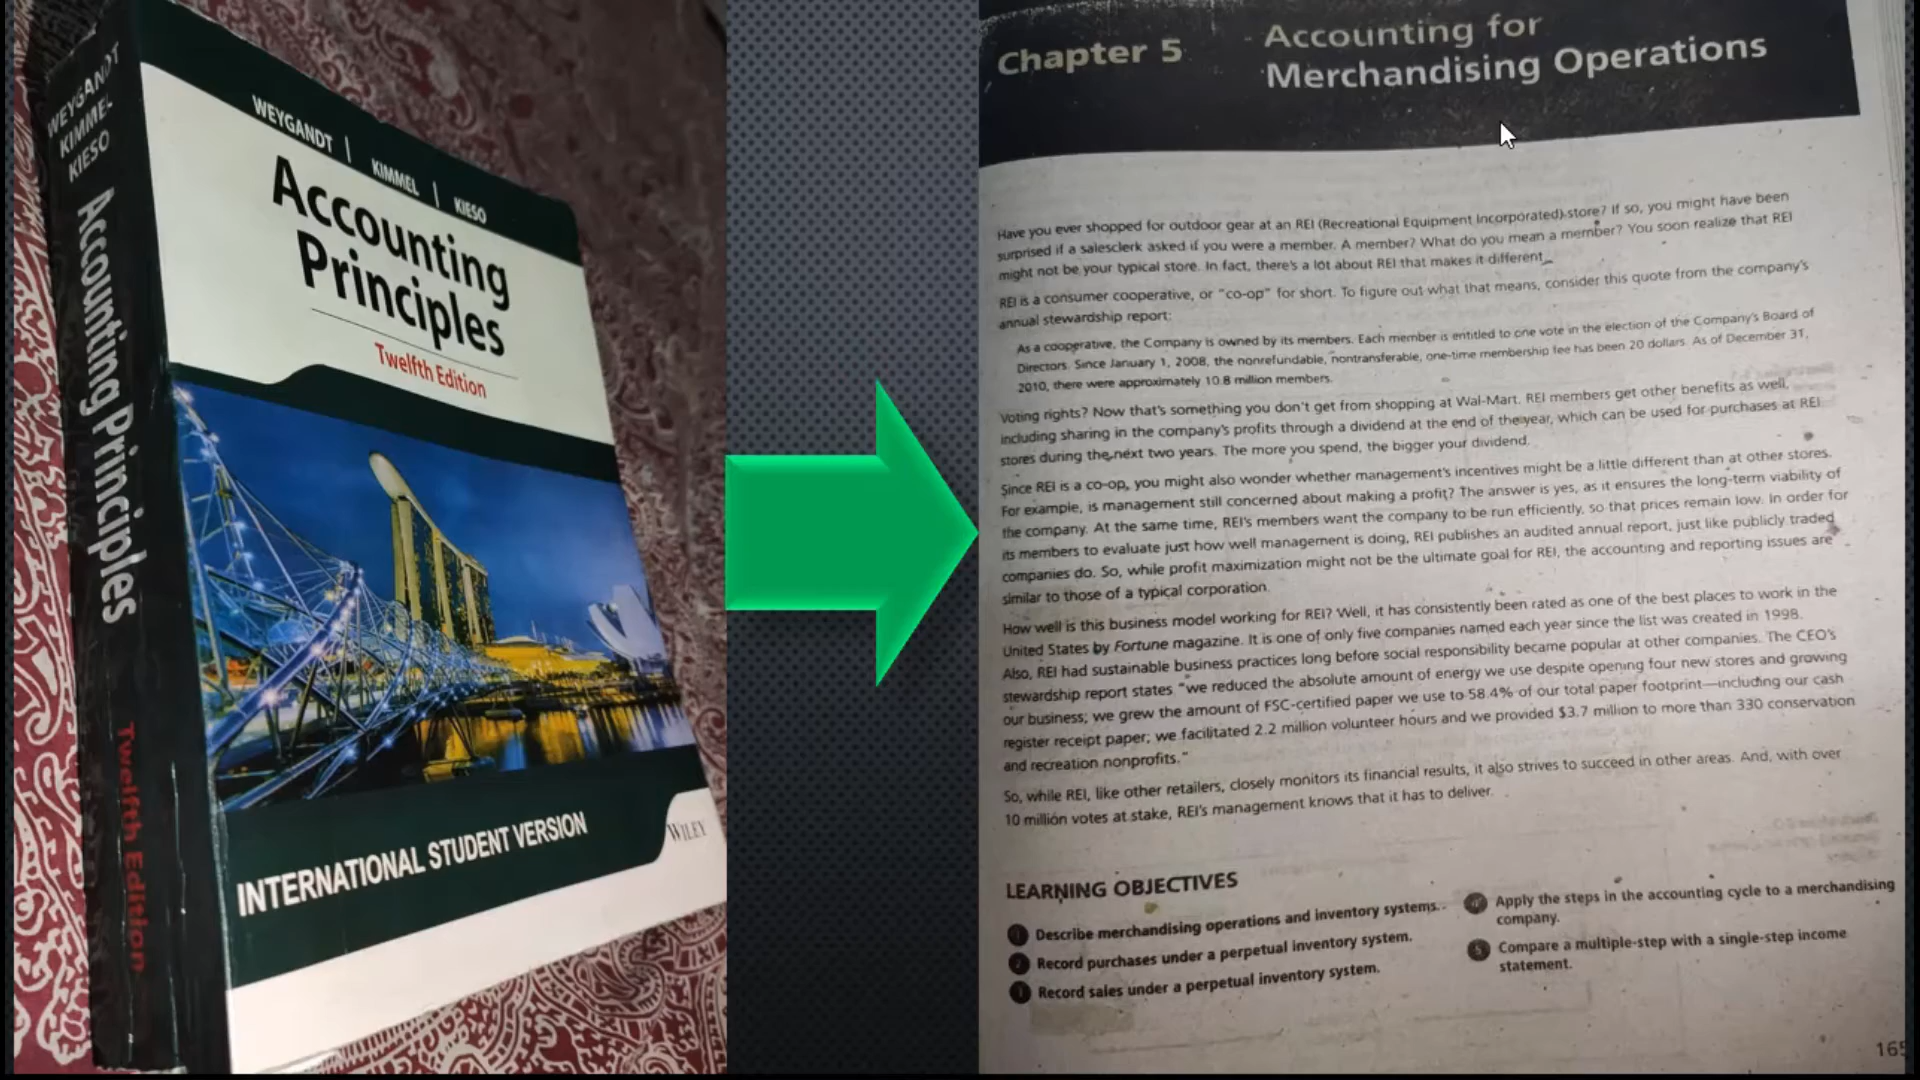 WEYGANDT
KIMMEL
KIESO
Accounting Principles
Twelfth Edition
WEYGANDT | KIMMEL | KIESO
Accounting
Principles
Twelfth Edition
INTERNATIONAL STUDENT VERSION
WILEY
Chapter 5
Accounting for
Merchandising Operations
Have you ever shopped for outdoor gear at an REI (Recreational Equipment Incorporated) store? If so, you might have been
surprised if a salesclerk asked if you were a member. A member? What do you mean a member? You soon realize that REI
might not be your typical store. In fact, there's a lot about REI that makes it different.
REI is a consumer cooperative, or "co-op" for short. To figure out what that means, consider this quote from the company's
annual stewardship report:
As a cooperative, the Company is owned by its members. Each member is entitled to one vote in the election of the Company's Board of
Directors. Since January 1, 2008, the nonrefundable, nontransferable, one-time membership fee has been 20 dollars. As of December 31,
2010, there were approximately 10.8 million members.
Voting rights? Now that's something you don't get from shopping at Wal-Mart. REI members get other benefits as well,
including sharing in the company's profits through a dividend at the end of the year, which can be used for purchases at REI
stores during the next two years. The more you spend, the bigger your dividend.
Since REI is a co-op, you might also wonder whether management's incentives might be a little different than at other stores.
For example, is management still concerned about making a profit? The answer is yes, as it ensures the long-term viability of
the company. At the same time, REI's members want the company to be run efficiently, so that prices remain low. In order for
its members to evaluate just how well management is doing, REI publishes an audited annual report, just like publicly traded
companies do. So, while profit maximization might not be the ultimate goal for REI, the accounting and reporting issues are
similar to those of a typical corporation.
How well is this business model working for REI? Well, it has consistently been rated as one of the best places to work in the
United States by Fortune magazine. It is one of only five companies named each year since the list was created in 1998.
Also, REI had sustainable business practices long before social responsibility became popular at other companies. The CEO's
stewardship report states "we reduced the absolute amount of energy we use despite opening four new stores and growing
our business; we grew the amount of FSC-certified paper we use to 58.4% of our total paper footprint—including our cash
register receipt paper; we facilitated 2.2 million volunteer hours and we provided $3.7 million to more than 330 conservation
and recreation nonprofits."
So, while REI, like other retailers, closely monitors its financial results, it also strives to succeed in other areas. And, with over
10 million votes at stake, REI's management knows that it has to deliver.
LEARNING OBJECTIVES
1 Describe merchandising operations and inventory systems.
2 Record purchases under a perpetual inventory system.
3 Record sales under a perpetual inventory system.
4 Apply the steps in the accounting cycle to a merchandising
company.
5 Compare a multiple-step with a single-step income
statement.
165